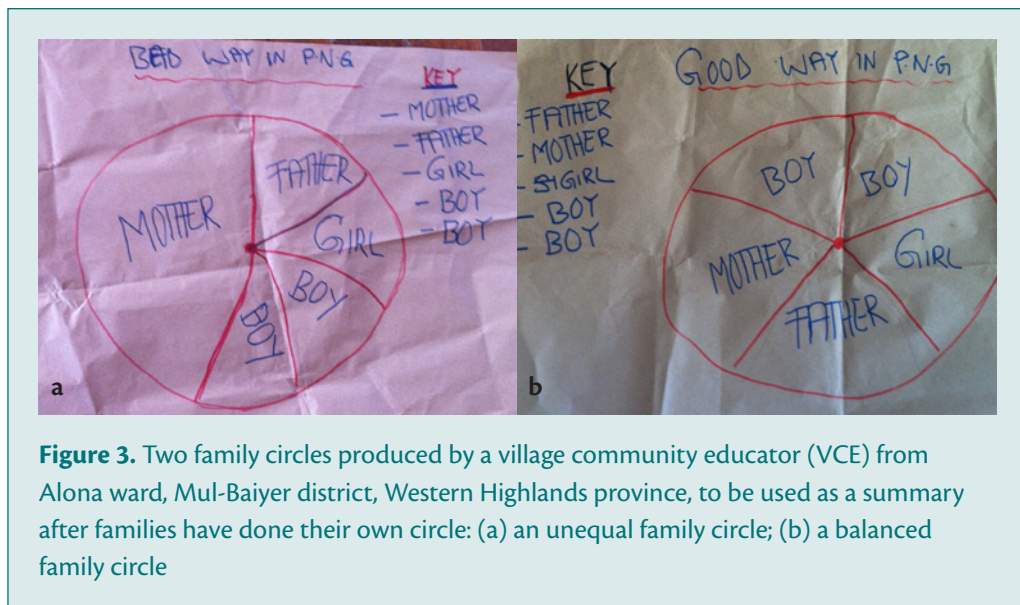 BAD WAY IN P.N.G
KEY
- MOTHER
- FATHER
- GIRL
- BOY
- BOY
MOTHER
FATHER
GIRL
BOY
BOY
a
GOOD WAY IN P.N.G
KEY
- FATHER
- MOTHER
- GIRL
- BOY
- BOY
BOY
BOY
MOTHER
GIRL
FATHER
b
Figure 3. Two family circles produced by a village community educator (VCE) from
Alona ward, Mul-Baiyer district, Western Highlands province, to be used as a summary
after families have done their own circle: (a) an unequal family circle; (b) a balanced
family circle